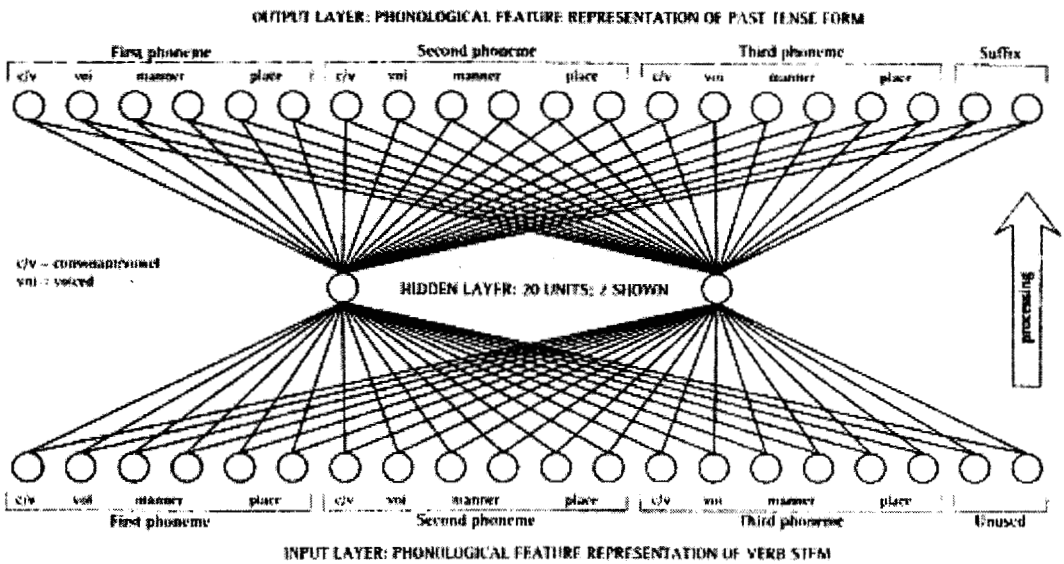 OUTPUT LAYER: PHONOLOGICAL FEATURE REPRESENTATION OF PAST TENSE FORM
First phoneme Second phoneme Third phoneme Suffix
c/v voi manner place c/v voi manner place c/v voi manner place
c/v = consonant/vowel
voi = voiced
HIDDEN LAYER: 20 UNITS; 2 SHOWN
processing
c/v voi manner place c/v voi manner place c/v voi manner place
First phoneme Second phoneme Third phoneme Unused
INPUT LAYER: PHONOLOGICAL FEATURE REPRESENTATION OF VERB STEM